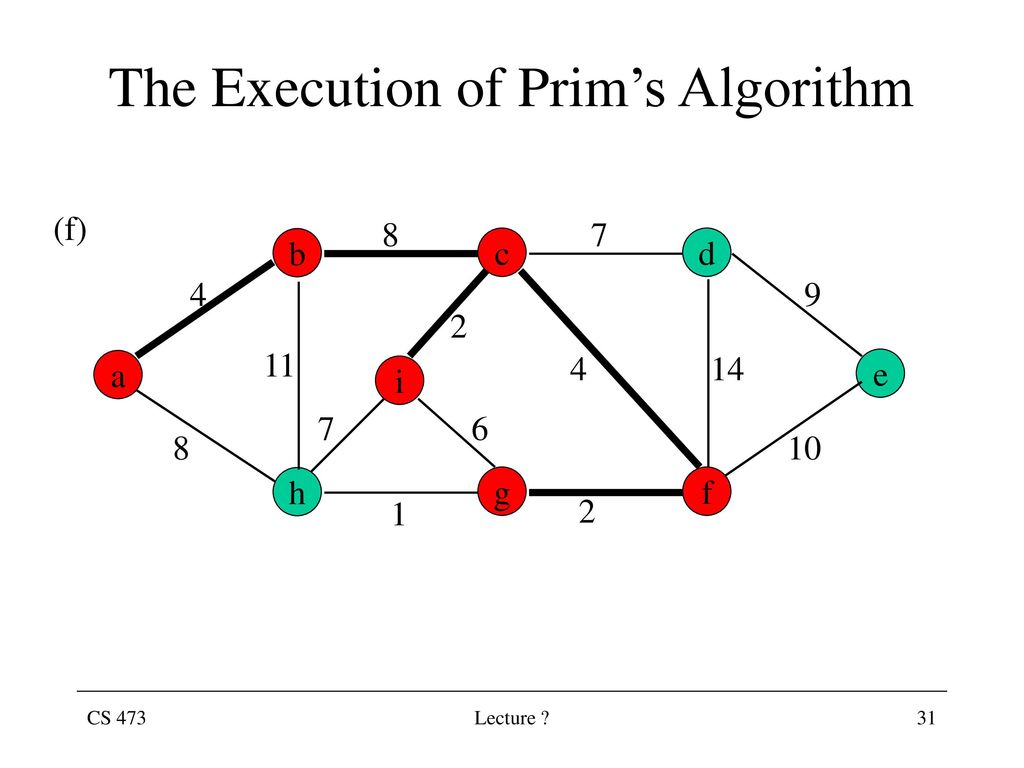 The Execution of Prim’s Algorithm
(f)
8 7
b c d
4 9
2
11 4 14
a i e
7 6
8 10
h g f
1 2
CS 473 Lecture ? 31